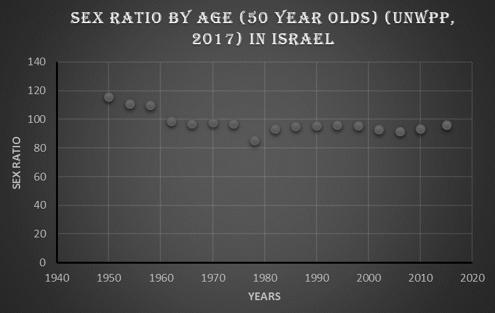 SEX RATIO BY AGE (50 YEAR OLDS) (UNWPP,
2017) IN ISRAEL
140
120
100
80
60
40
20
0
SEX RATIO
1940 1950 1960 1970 1980 1990 2000 2010 2020
YEARS